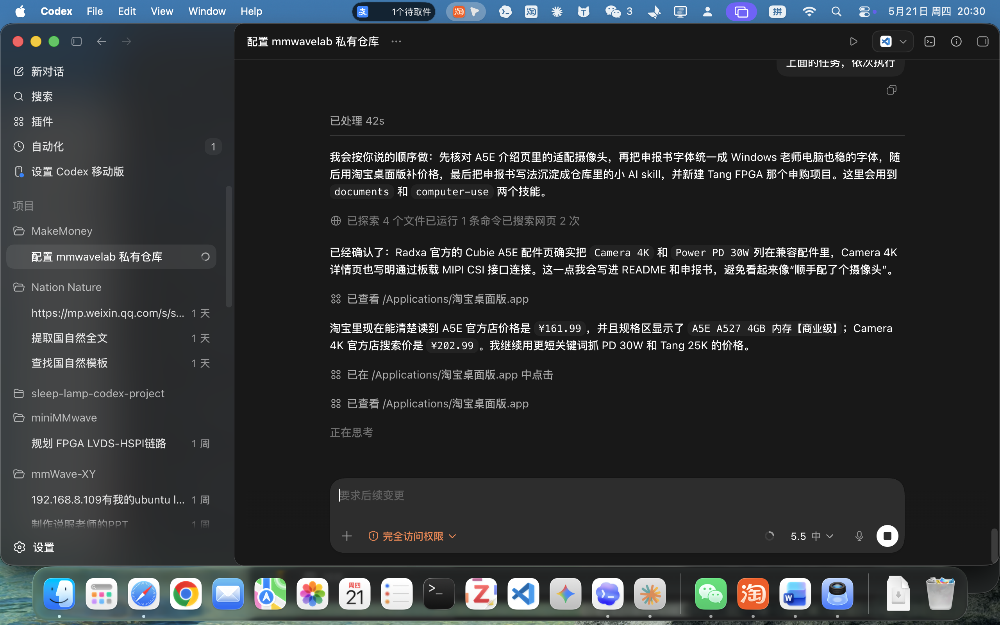 Codex File Edit View Window Help
支 1个待取件 淘 淘 3 拼 5月21日 周四 20:30
配置 mmwavelab 私有仓库 ···
新对话
搜索
插件
自动化 1
设置 Codex 移动版
项目
MakeMoney
配置 mmwavelab 私有仓库
Nation Nature
https://mp.weixin.qq.com/s/s... 1 天
提取国自然全文 1 天
查找国自然模板 1 天
sleep-lamp-codex-project
miniMMwave
规划 FPGA LVDS-HSPI链路 1 周
mmWave-XY
192.168.8.109有我的ubuntu l... 1 周
制作说服老师的PPT 1 周
设置
上面的任务，依次执行
已处理 42s
我会按你说的顺序做：先核对 A5E 介绍页里的适配摄像头，再把申报书字体统一成 Windows 老师电脑也稳的字体，随
后用淘宝桌面版补价格，最后把申报书写法沉淀成仓库里的小 AI skill，并新建 Tang FPGA 那个申购项目。这里会用到
documents 和 computer-use 两个技能。
已探索 4 个文件已运行 1 条命令已搜索网页 2 次
已经确认了：Radxa 官方的 Cubie A5E 配件页确实把 Camera 4K 和 Power PD 30W 列在兼容配件里，Camera 4K
详情页也写明通过板载 MIPI CSI 接口连接。这一点我会写进 README 和申报书，避免看起来像“顺手配了个摄像头”。
已查看 /Applications/淘宝桌面版.app
淘宝里现在能清楚读到 A5E 官方店价格是 ¥161.99，并且规格区显示了 A5E A527 4GB 内存【商业级】；Camera
4K 官方店搜索价是 ¥202.99。我继续用更短关键词抓 PD 30W 和 Tang 25K 的价格。
已在 /Applications/淘宝桌面版.app 中点击
已查看 /Applications/淘宝桌面版.app
正在思考
要求后续变更
完全访问权限 5.5 中
周四
21
淘
W